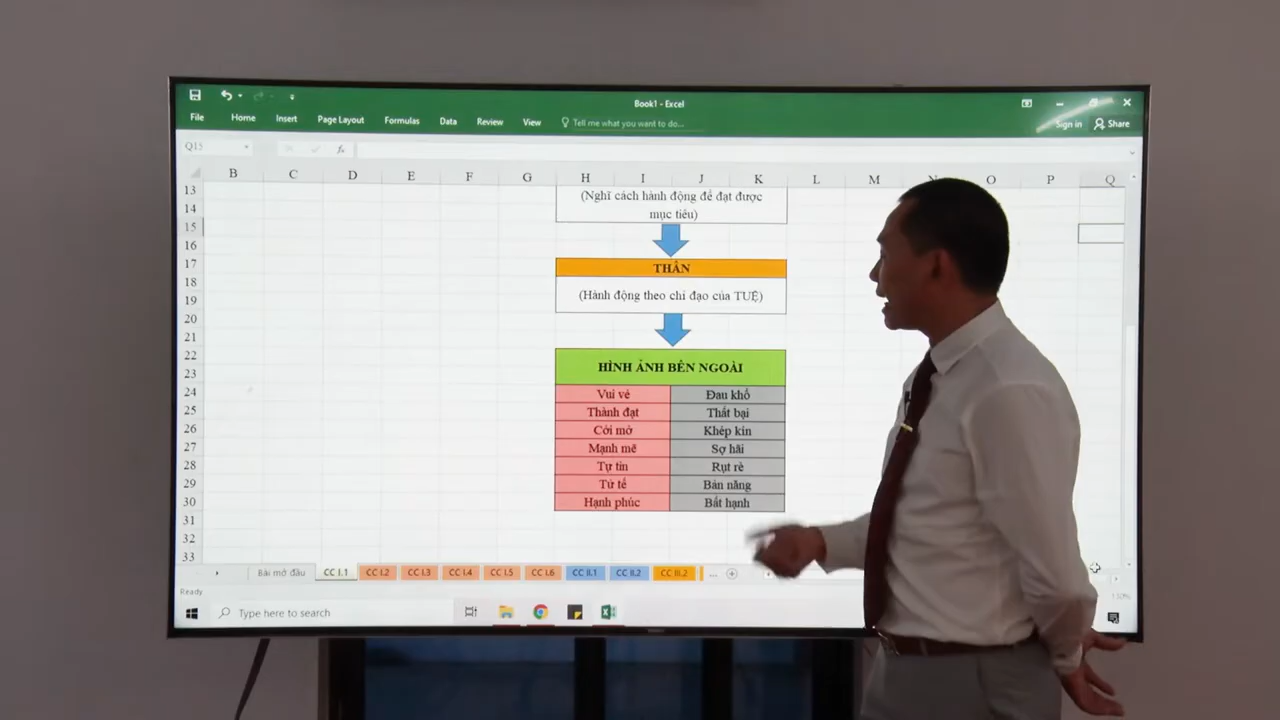 Book1 - Excel
File Home Insert Page Layout Formulas Data Review View Tell me what you want to do... Sign in Share
Q15 fx
B C D E F G H I J K L M N O P Q
13
14
15
16
17
18
19
20
21
22
23
24
25
26
27
28
29
30
31
32
33
(Nghĩ cách hành động để đạt được
mục tiêu)
THÂN
(Hành động theo chỉ đạo của TUỆ)
HÌNH ẢNH BÊN NGOÀI
Vui vẻ Đau khổ
Thành đạt Thất bại
Cởi mở Khép kín
Mạnh mẽ Sợ hãi
Tự tin Rụt rè
Tử tế Bản năng
Hạnh phúc Bất hạnh
Bài mở đầu CC I.1 CC I.2 CC I.3 CC I.4 CC I.5 CC I.6 CC II.1 CC II.2 CC III.2 ...
Ready 130%
Type here to search